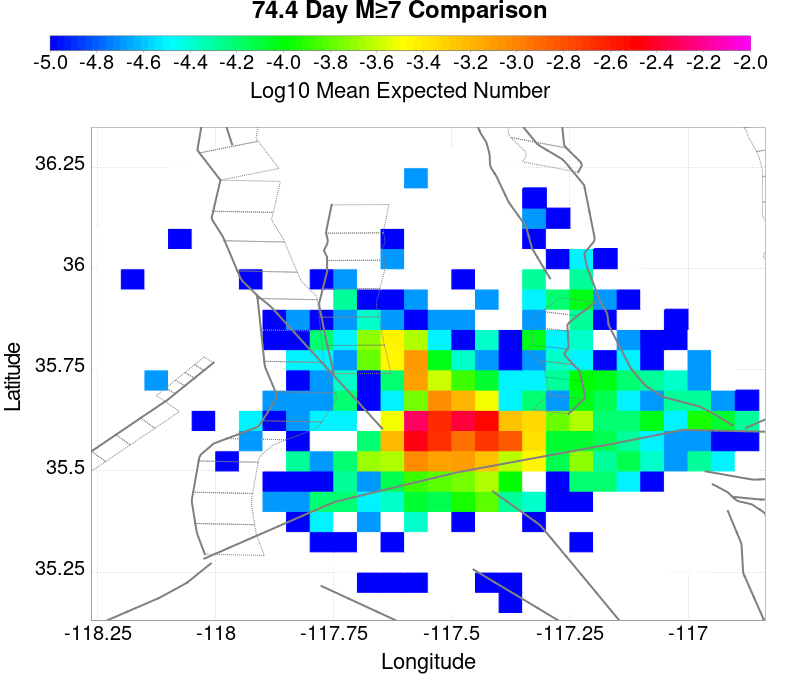 74.4 Day M≥7 Comparison
-5.0 -4.8 -4.6 -4.4 -4.2 -4.0 -3.8 -3.6 -3.4 -3.2 -3.0 -2.8 -2.6 -2.4 -2.2 -2.0
Log10 Mean Expected Number
36.25
36
35.75
35.5
35.25
Latitude
-118.25 -118 -117.75 -117.5 -117.25 -117
Longitude